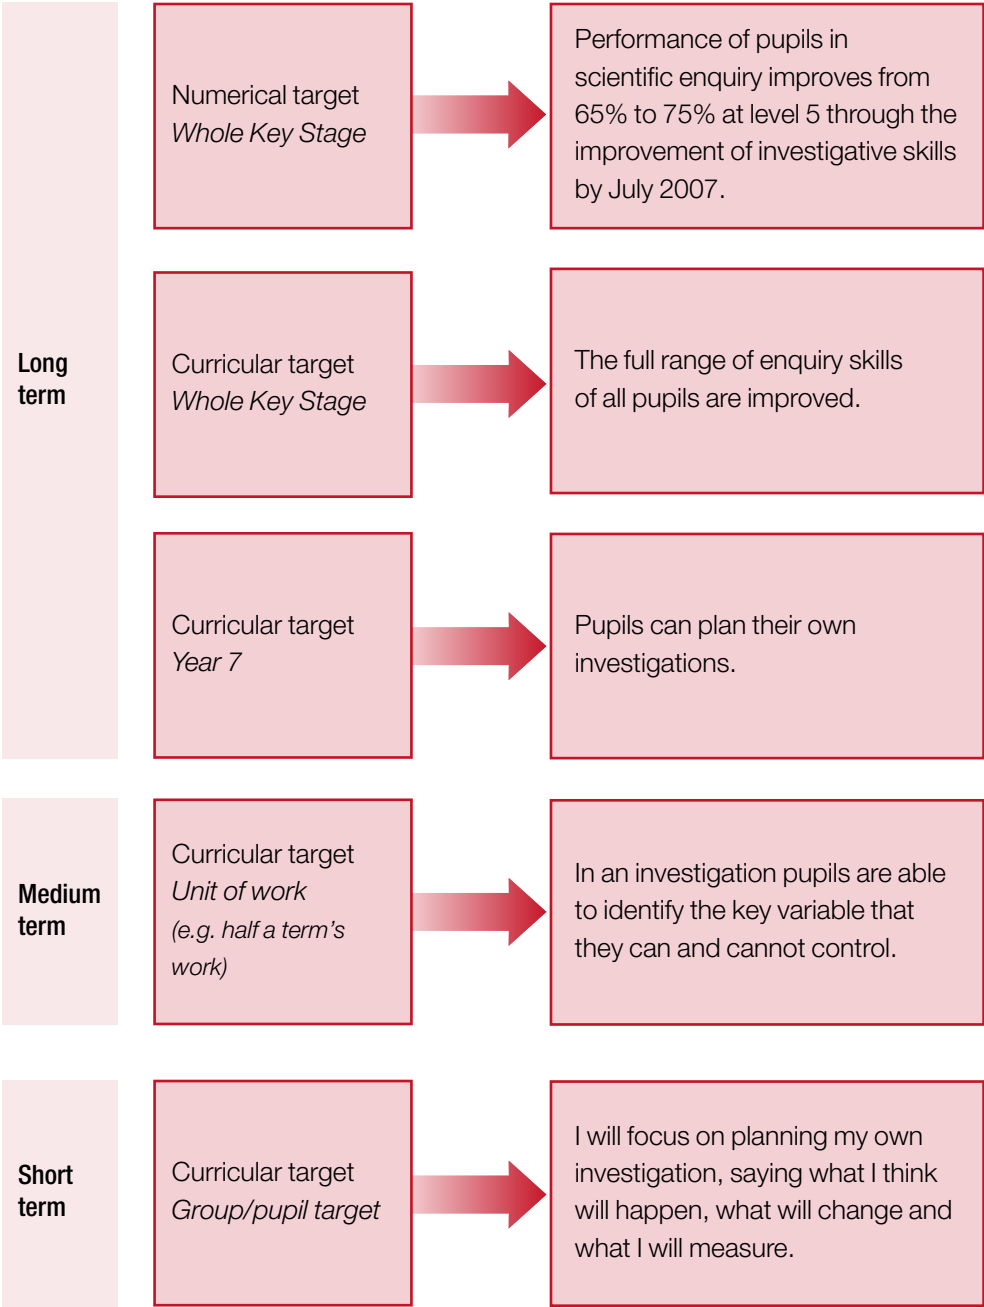 Numerical target
Whole Key Stage
Performance of pupils in
scientific enquiry improves from
65% to 75% at level 5 through the
improvement of investigative skills
by July 2007.
Long
term
Curricular target
Whole Key Stage
The full range of enquiry skills
of all pupils are improved.
Curricular target
Year 7
Pupils can plan their own
investigations.
Medium
term
Curricular target
Unit of work
(e.g. half a term's
work)
In an investigation pupils are able
to identify the key variable that
they can and cannot control.
Short
term
Curricular target
Group/pupil target
I will focus on planning my own
investigation, saying what I think
will happen, what will change and
what I will measure.